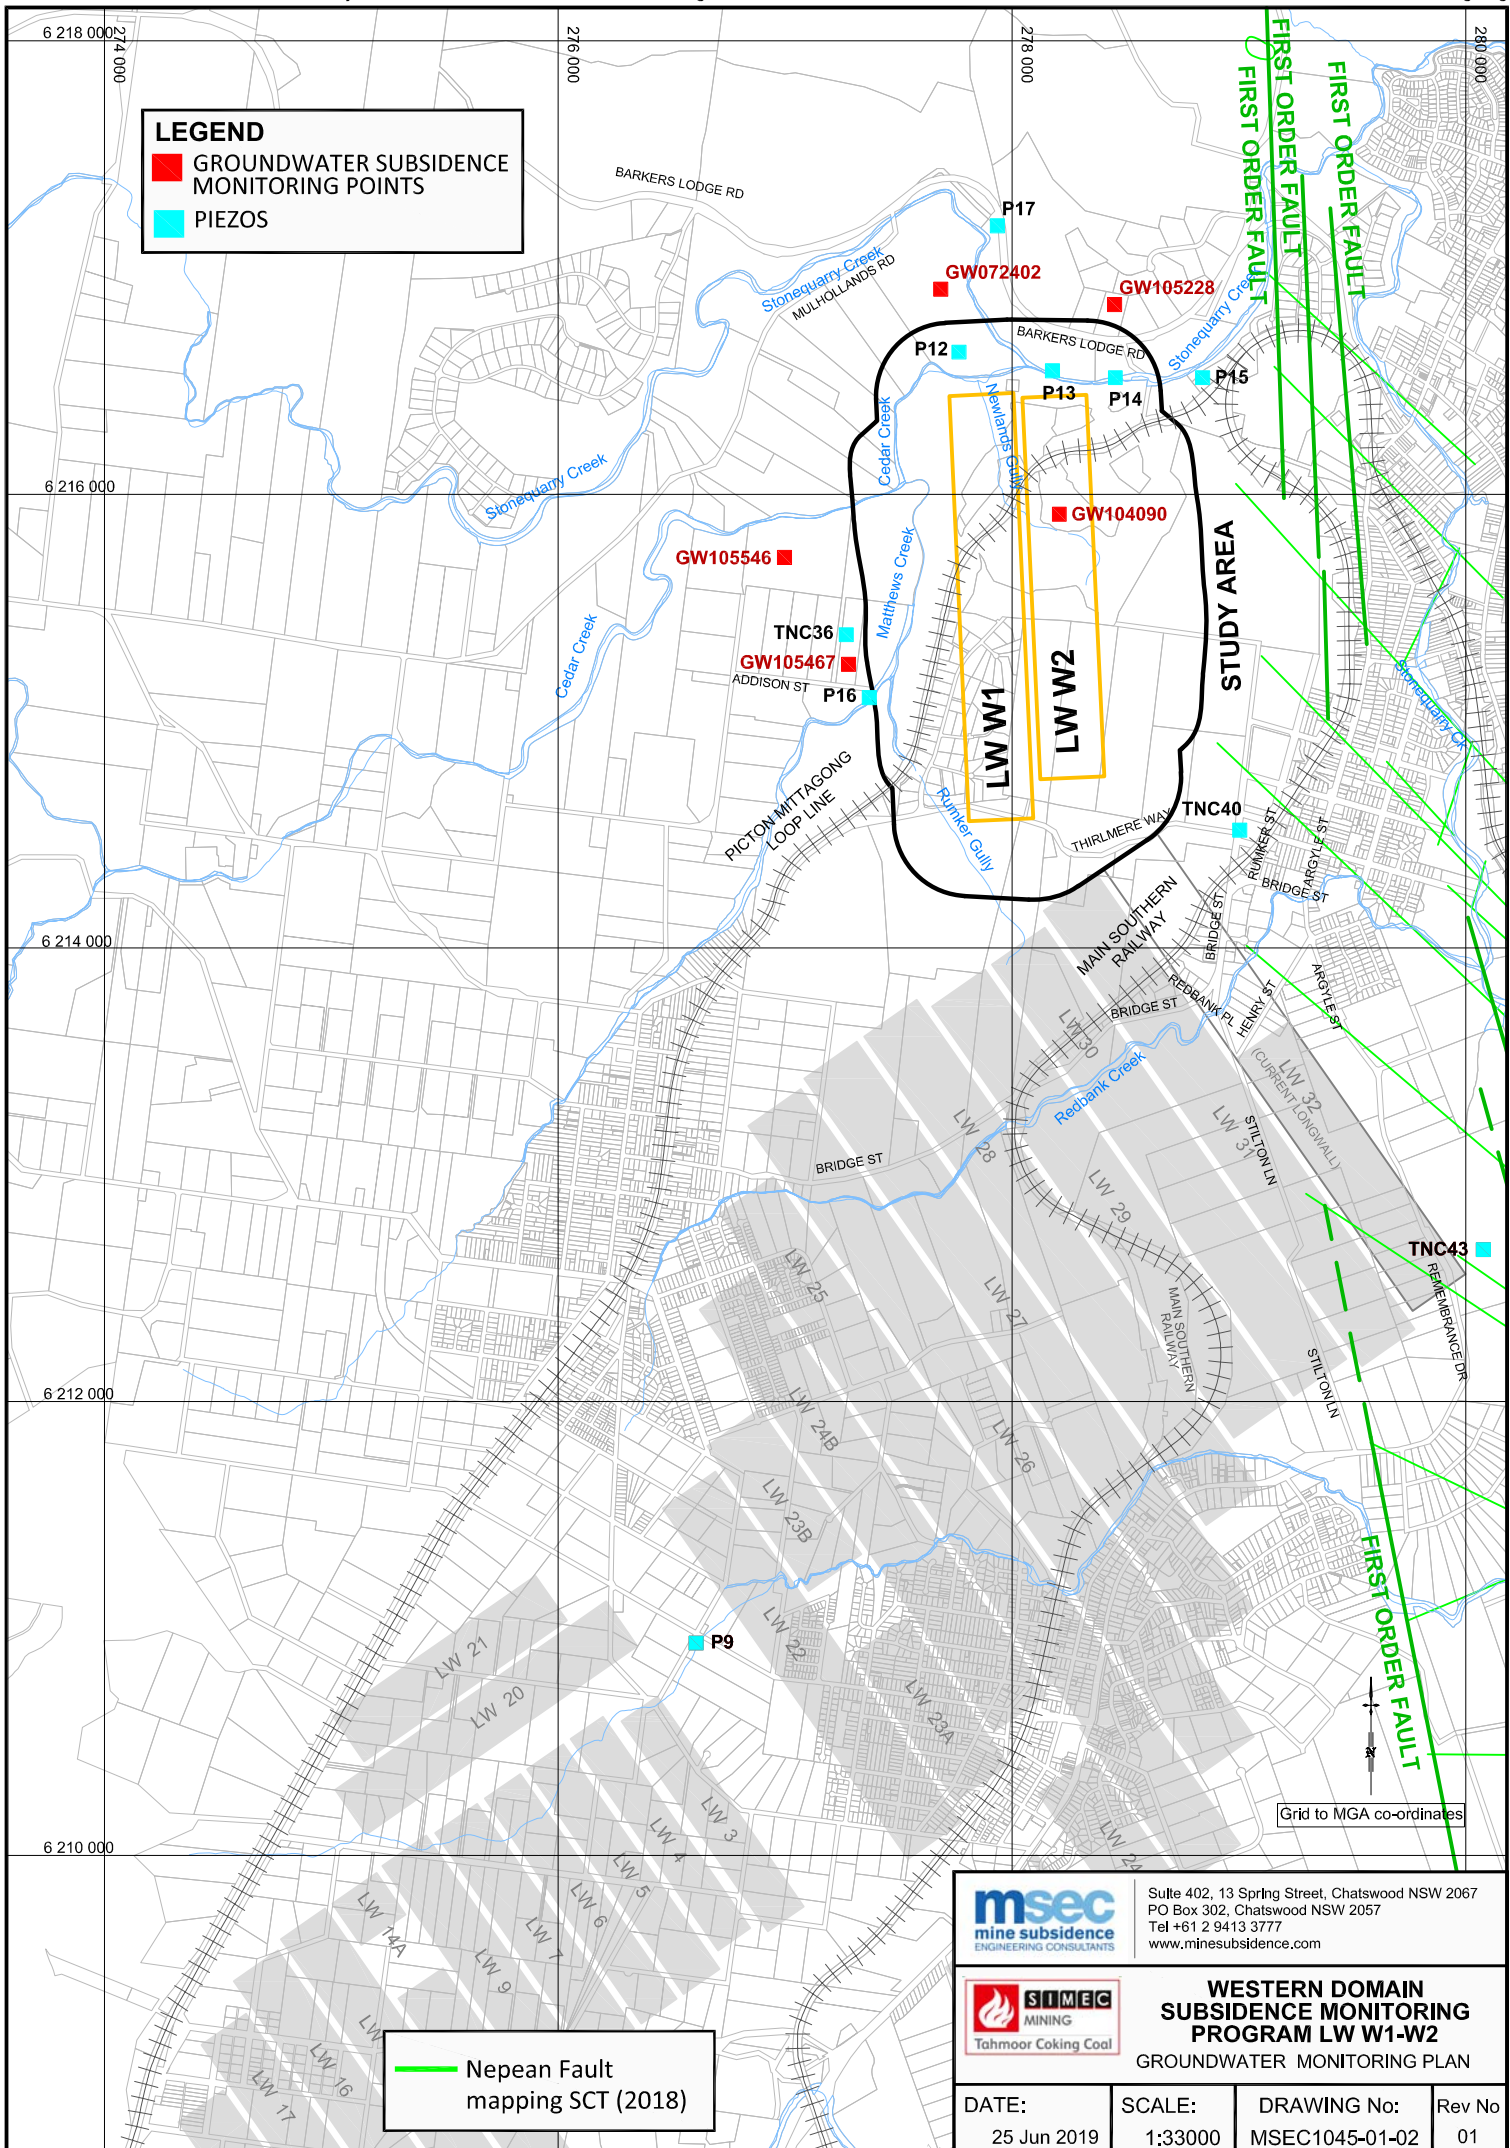 6 218 000
274 000
276 000
278 000
280 000
FIRST ORDER FAULT
FIRST ORDER FAULT
FIRST ORDER FAULT
LEGEND
GROUNDWATER SUBSIDENCE
MONITORING POINTS
PIEZOS
BARKERS LODGE RD
P17
Stonequarry Creek
MULHOLLANDS RD
GW072402
GW105228
P12
BARKERS LODGE RD
Stonequarry Creek
P13
P14
P15
Cedar Creek
Newlands Gully
Stonequarry Creek
6 216 000
GW104090
GW105546
Matthews Creek
STUDY AREA
TNC36
Cedar Creek
GW105467
ADDISON ST
P16
LW W1
LW W2
Stonequarry Ck
PICTON MITTAGONG
LOOP LINE
Rumker Gully
THIRLMERE WAY
TNC40
RUMKER ST
ARGYLE ST
BRIDGE ST
MAIN SOUTHERN
RAILWAY
BRIDGE ST
6 214 000
REDBANK PL
HENRY ST
ARGYLE ST
BRIDGE ST
LW 30
Redbank Creek
LW 32
(CURRENT LONGWALL)
LW 31
STILTON LN
LW 28
BRIDGE ST
LW 29
TNC43
REMEMBRANCE DR
LW 25
LW 27
MAIN SOUTHERN
RAILWAY
STILTON LN
6 212 000
LW 24B
LW 26
LW 23B
FIRST ORDER FAULT
LW 22
P9
LW 21
LW 20
LW 23A
N
Grid to MGA co-ordinates
LW 3
LW 4
LW 24
6 210 000
LW 5
LW 6
LW 7
LW 14A
LW 9
LW
LW 16
LW 17
Nepean Fault
mapping SCT (2018)
msec
mine subsidence
ENGINEERING CONSULTANTS
Suite 402, 13 Spring Street, Chatswood NSW 2067
PO Box 302, Chatswood NSW 2057
Tel +61 2 9413 3777
www.minesubsidence.com
SIMEC
MINING
Tahmoor Coking Coal
WESTERN DOMAIN
SUBSIDENCE MONITORING
PROGRAM LW W1-W2
GROUNDWATER MONITORING PLAN
DATE:
25 Jun 2019
SCALE:
1:33000
DRAWING No:
MSEC1045-01-02
Rev No
01